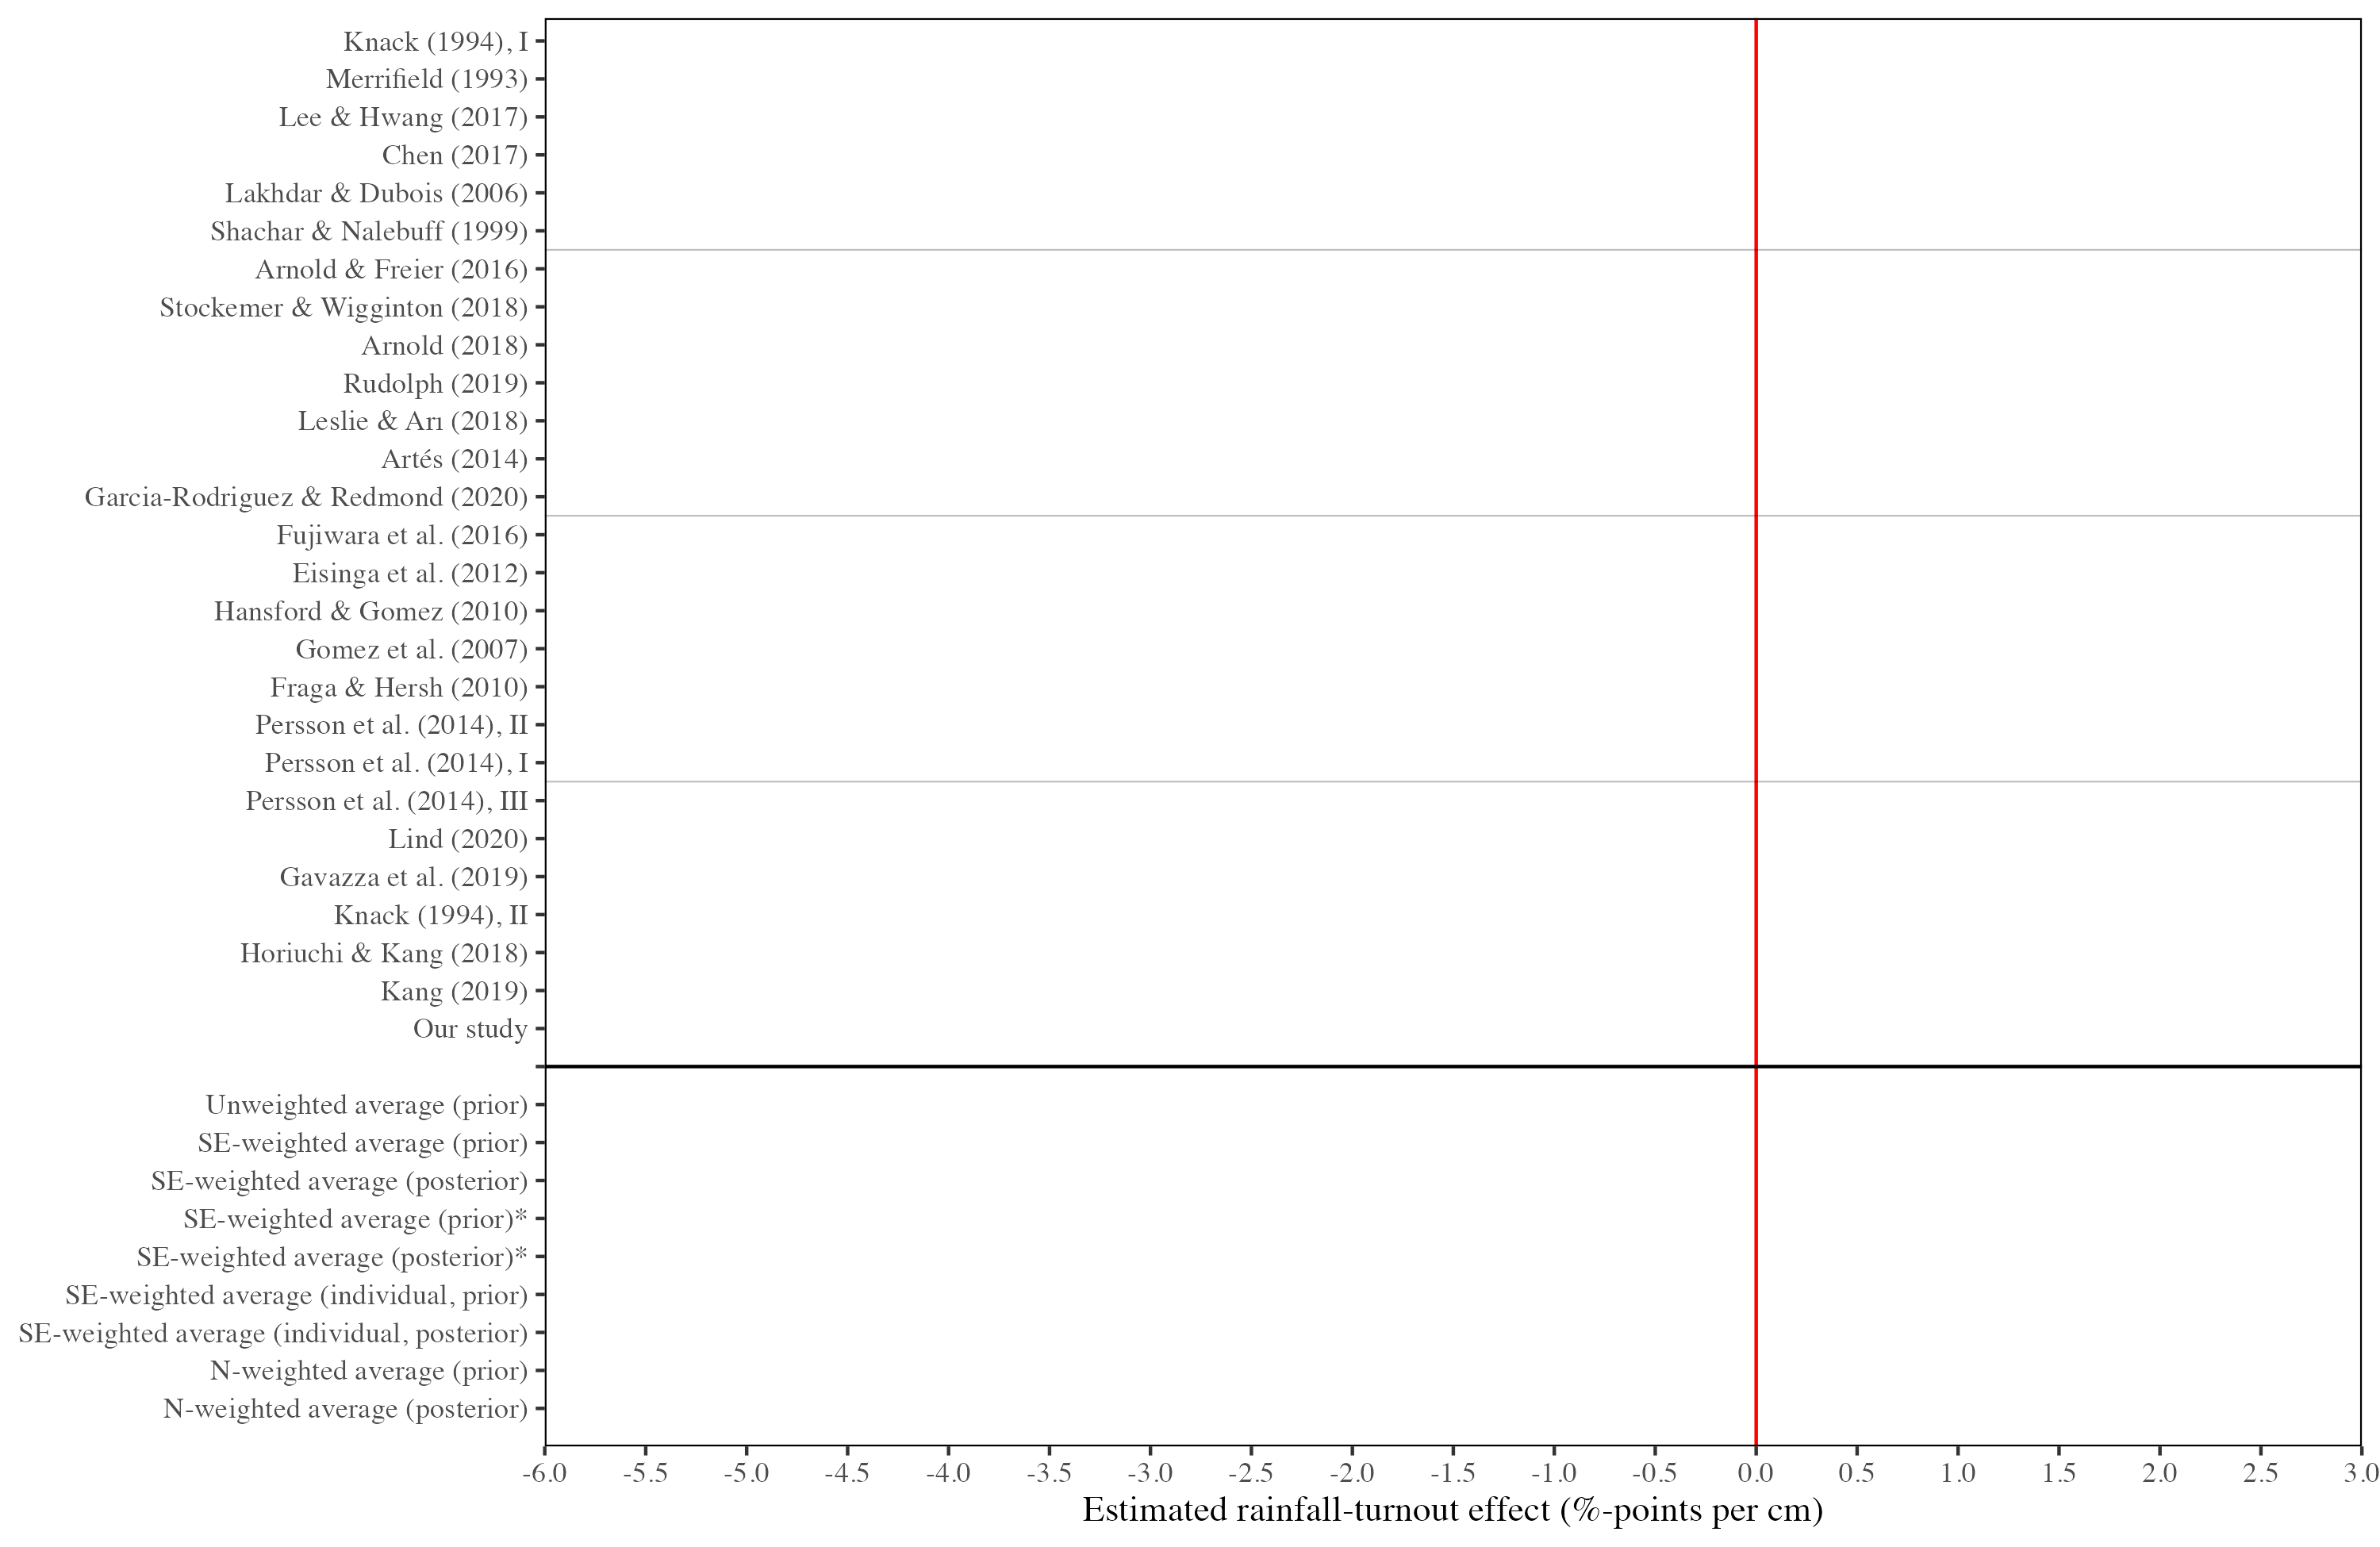 Knack (1994), I
Merrifield (1993)
Lee & Hwang (2017)
Chen (2017)
Lakhdar & Dubois (2006)
Shachar & Nalebuff (1999)
Arnold & Freier (2016)
Stockemer & Wigginton (2018)
Arnold (2018)
Rudolph (2019)
Leslie & Arı (2018)
Artés (2014)
Garcia-Rodriguez & Redmond (2020)
Fujiwara et al. (2016)
Eisinga et al. (2012)
Hansford & Gomez (2010)
Gomez et al. (2007)
Fraga & Hersh (2010)
Persson et al. (2014), II
Persson et al. (2014), I
Persson et al. (2014), III
Lind (2020)
Gavazza et al. (2019)
Knack (1994), II
Horiuchi & Kang (2018)
Kang (2019)
Our study
Unweighted average (prior)
SE-weighted average (prior)
SE-weighted average (posterior)
SE-weighted average (prior)*
SE-weighted average (posterior)*
SE-weighted average (individual, prior)
SE-weighted average (individual, posterior)
N-weighted average (prior)
N-weighted average (posterior)
-6.0 -5.5 -5.0 -4.5 -4.0 -3.5 -3.0 -2.5 -2.0 -1.5 -1.0 -0.5 0.0 0.5 1.0 1.5 2.0 2.5 3.0
Estimated rainfall-turnout effect (%-points per cm)